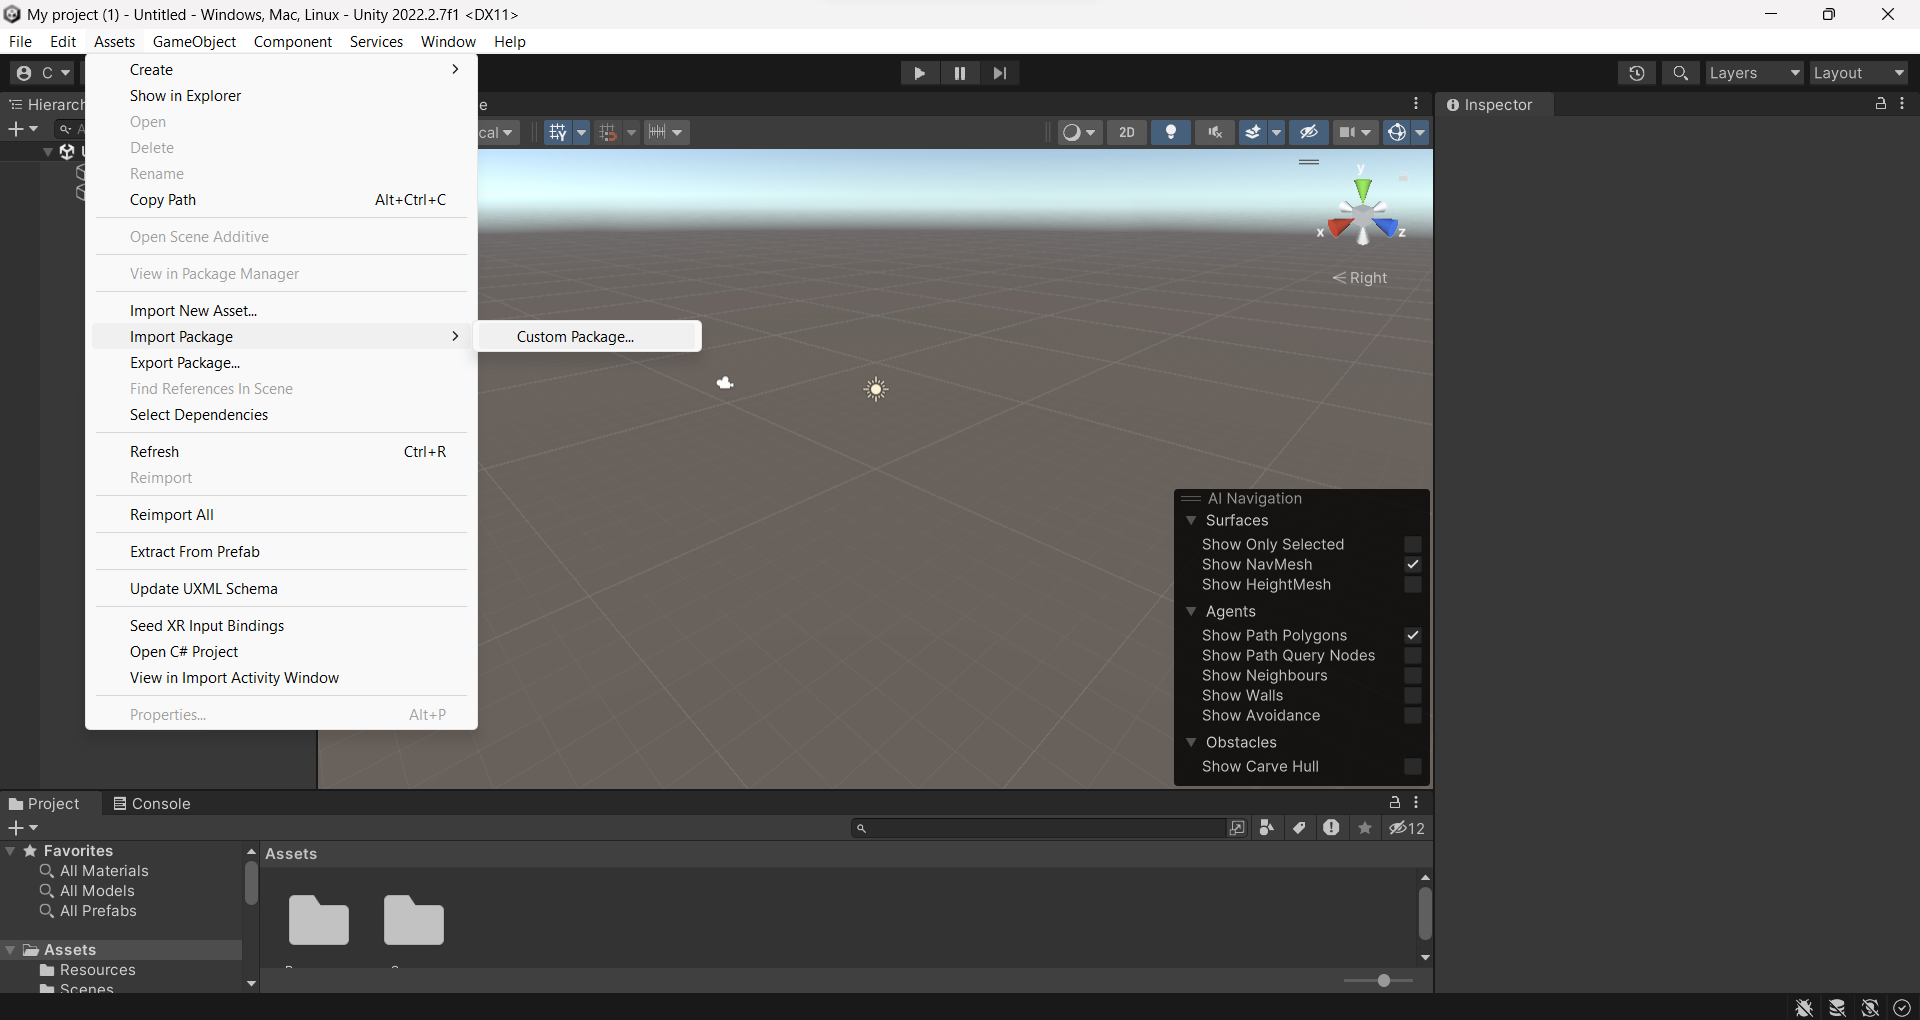 My project (1) - Untitled - Windows, Mac, Linux - Unity 2022.2.7f1 <DX11>
File Edit Assets GameObject Component Services Window Help
C
Layers
Layout
Create
Show in Explorer
Open
Delete
Rename
Copy Path Alt+Ctrl+C
Open Scene Additive
View in Package Manager
Import New Asset...
Import Package
Custom Package...
Export Package...
Find References In Scene
Select Dependencies
Refresh Ctrl+R
Reimport
Reimport All
Extract From Prefab
Update UXML Schema
Seed XR Input Bindings
Open C# Project
View in Import Activity Window
Properties... Alt+P
Hierarch
A
U
e
cal
2D
y
x
z
Right
AI Navigation
Surfaces
Show Only Selected
Show NavMesh
Show HeightMesh
Agents
Show Path Polygons
Show Path Query Nodes
Show Neighbours
Show Walls
Show Avoidance
Obstacles
Show Carve Hull
Inspector
Project Console
12
Favorites
All Materials
All Models
All Prefabs
Assets
Resources
Scenes
Assets